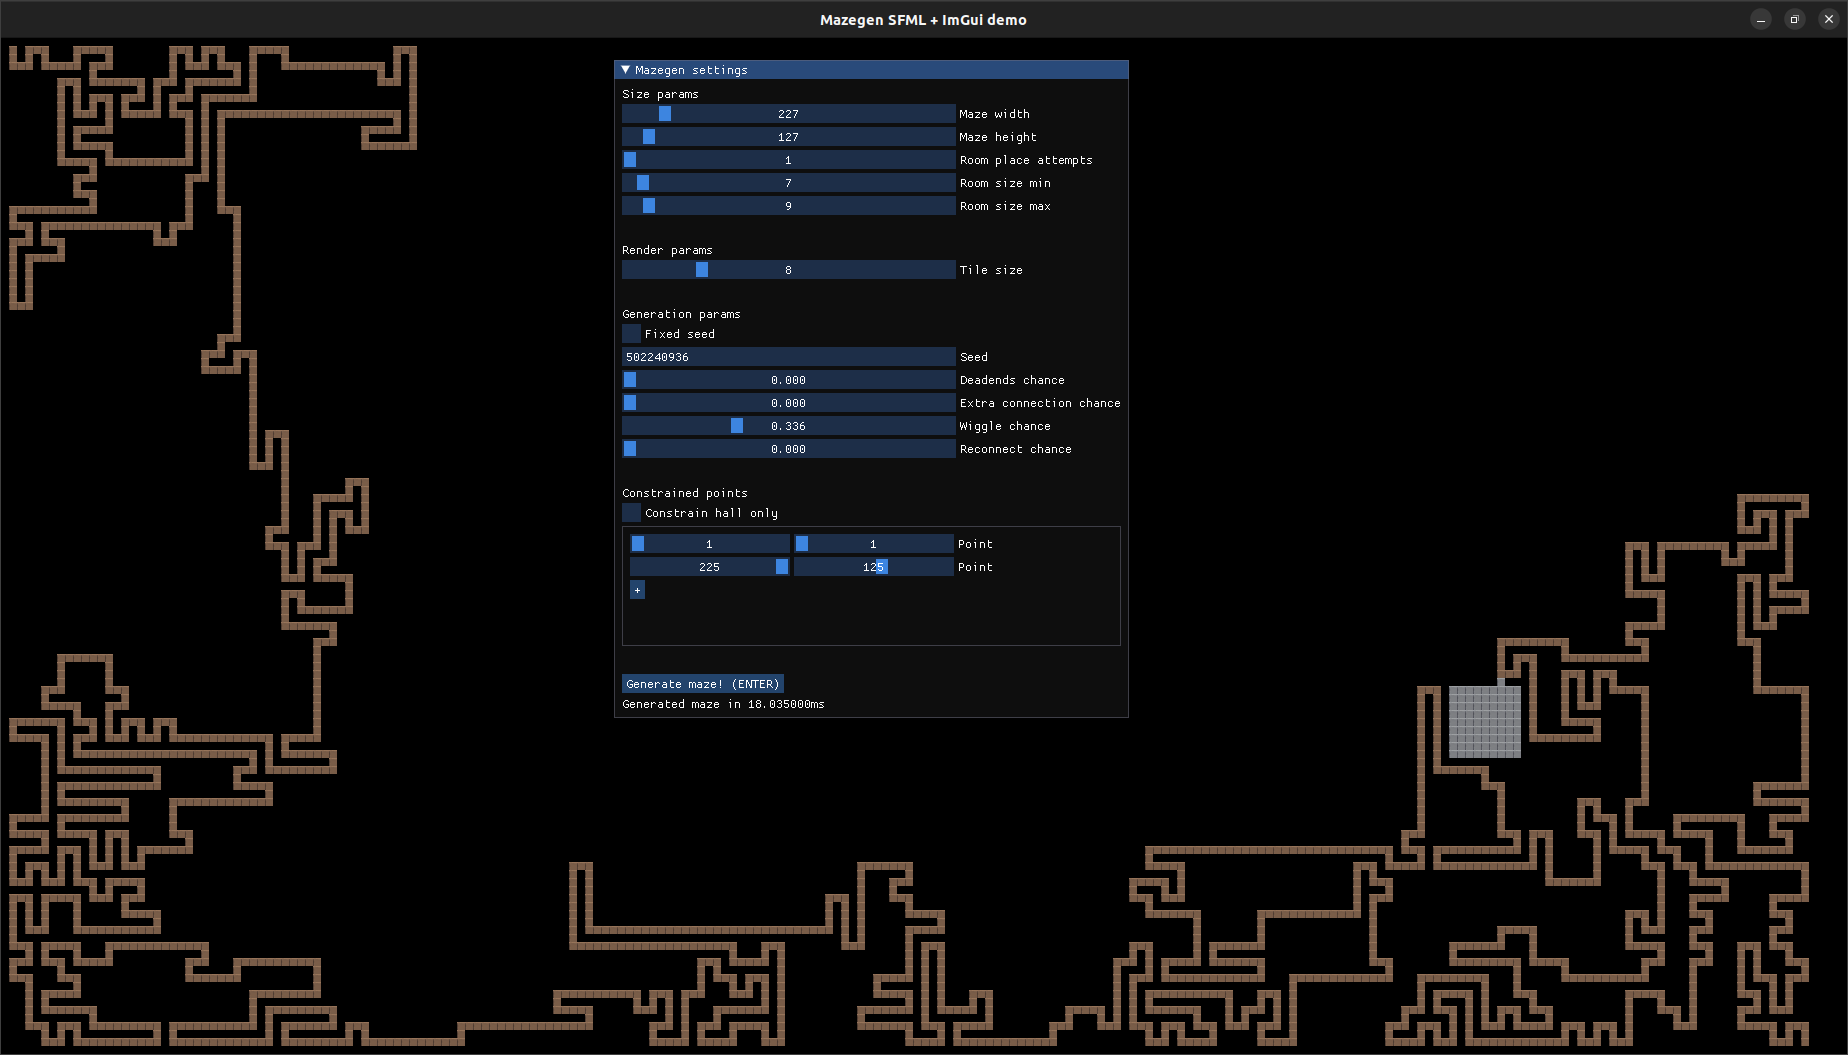 Mazegen SFML + ImGui demo
Mazegen settings
Size params
227 Maze width
127 Maze height
1 Room place attempts
7 Room size min
9 Room size max
Render params
8 Tile size
Generation params
Fixed seed
502240936 Seed
0.000 Deadends chance
0.000 Extra connection chance
0.336 Wiggle chance
0.000 Reconnect chance
Constrained points
Constrain hall only
1 1 Point
225 125 Point
+
Generate maze! (ENTER)
Generated maze in 18.035000ms